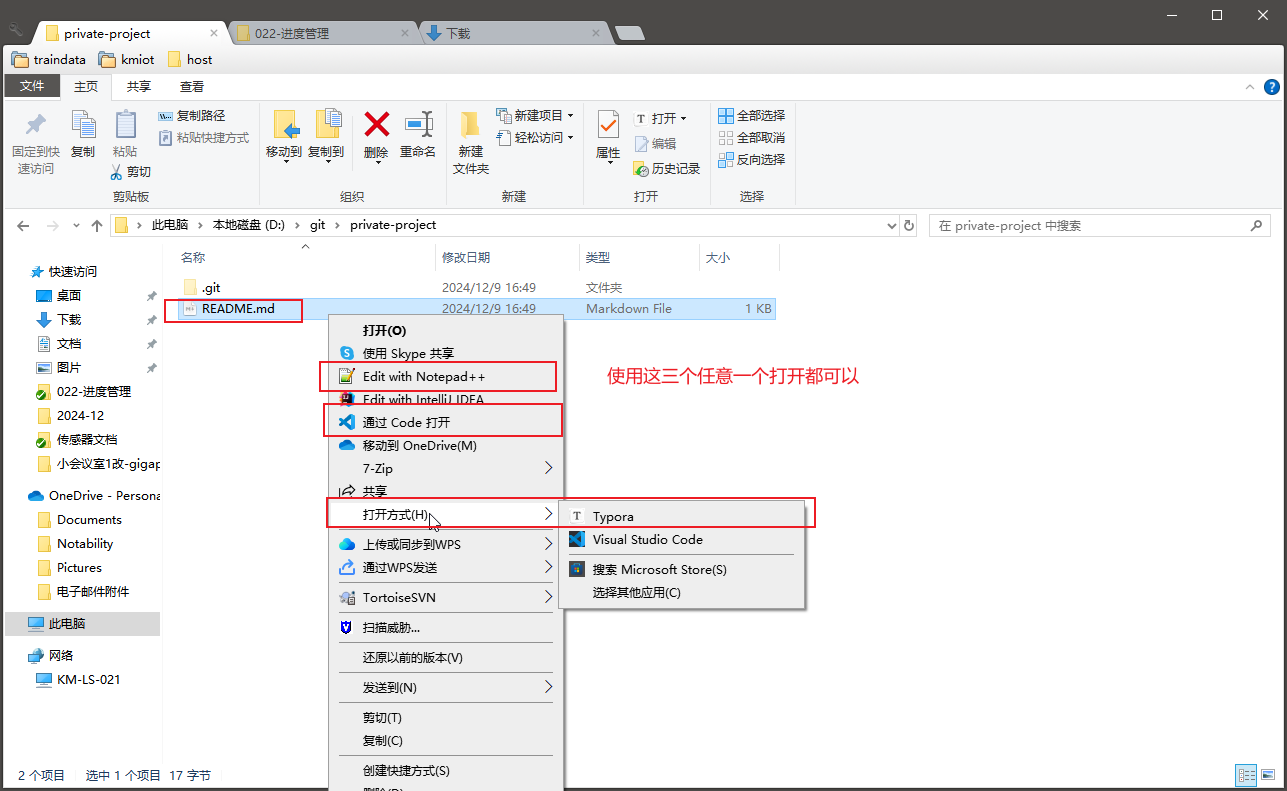 private-project
022-进度管理
下载
traindata
kmiot
host
文件
主页
共享
查看
固定到快
速访问
复制
粘贴
复制路径
粘贴快捷方式
剪切
剪贴板
移动到
复制到
删除
重命名
组织
新建
文件夹
新建项目
轻松访问
新建
属性
打开
编辑
历史记录
打开
全部选择
全部取消
反向选择
选择
此电脑
本地磁盘 (D:)
git
private-project
在 private-project 中搜索
名称
修改日期
类型
大小
.git
2024/12/9 16:49
文件夹
README.md
2024/12/9 16:49
Markdown File
1 KB
快速访问
桌面
下载
文档
图片
022-进度管理
2024-12
传感器文档
小会议室1改-gigap
OneDrive - Persona
Documents
Notability
Pictures
电子邮件附件
此电脑
网络
KM-LS-021
打开(O)
使用 Skype 共享
Edit with Notepad++
Edit with IntelliJ IDEA
通过 Code 打开
移动到 OneDrive(M)
7-Zip
共享
打开方式(H)
上传或同步到WPS
通过WPS发送
TortoiseSVN
扫描威胁...
还原以前的版本(V)
发送到(N)
剪切(T)
复制(C)
创建快捷方式(S)
删除(D)
Typora
Visual Studio Code
搜索 Microsoft Store(S)
选择其他应用(C)
使用这三个任意一个打开都可以
2 个项目
选中 1 个项目
17 字节